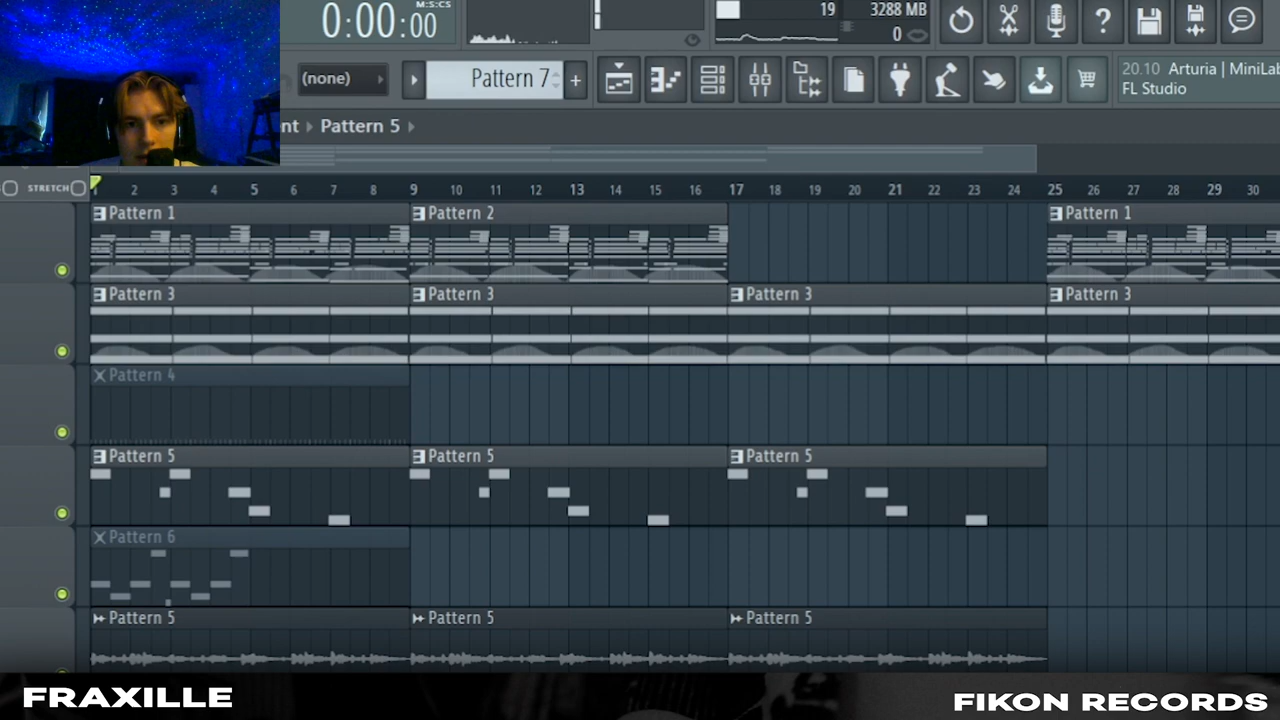 M:S:CS
0:00:00
19
3288 MB
0
(none)
Pattern 7
+
20.10 Arturia | MiniLab
FL Studio
nt Pattern 5
STRETCH
2 3 4 5 6 7 8 9 10 11 12 13 14 15 16 17 18 19 20 21 22 23 24 25 26 27 28 29 30
Pattern 1 Pattern 2 Pattern 1
Pattern 3 Pattern 3 Pattern 3 Pattern 3
Pattern 4
Pattern 5 Pattern 5 Pattern 5
Pattern 6
Pattern 5 Pattern 5 Pattern 5
FRAXILLE
FIKON RECORDS